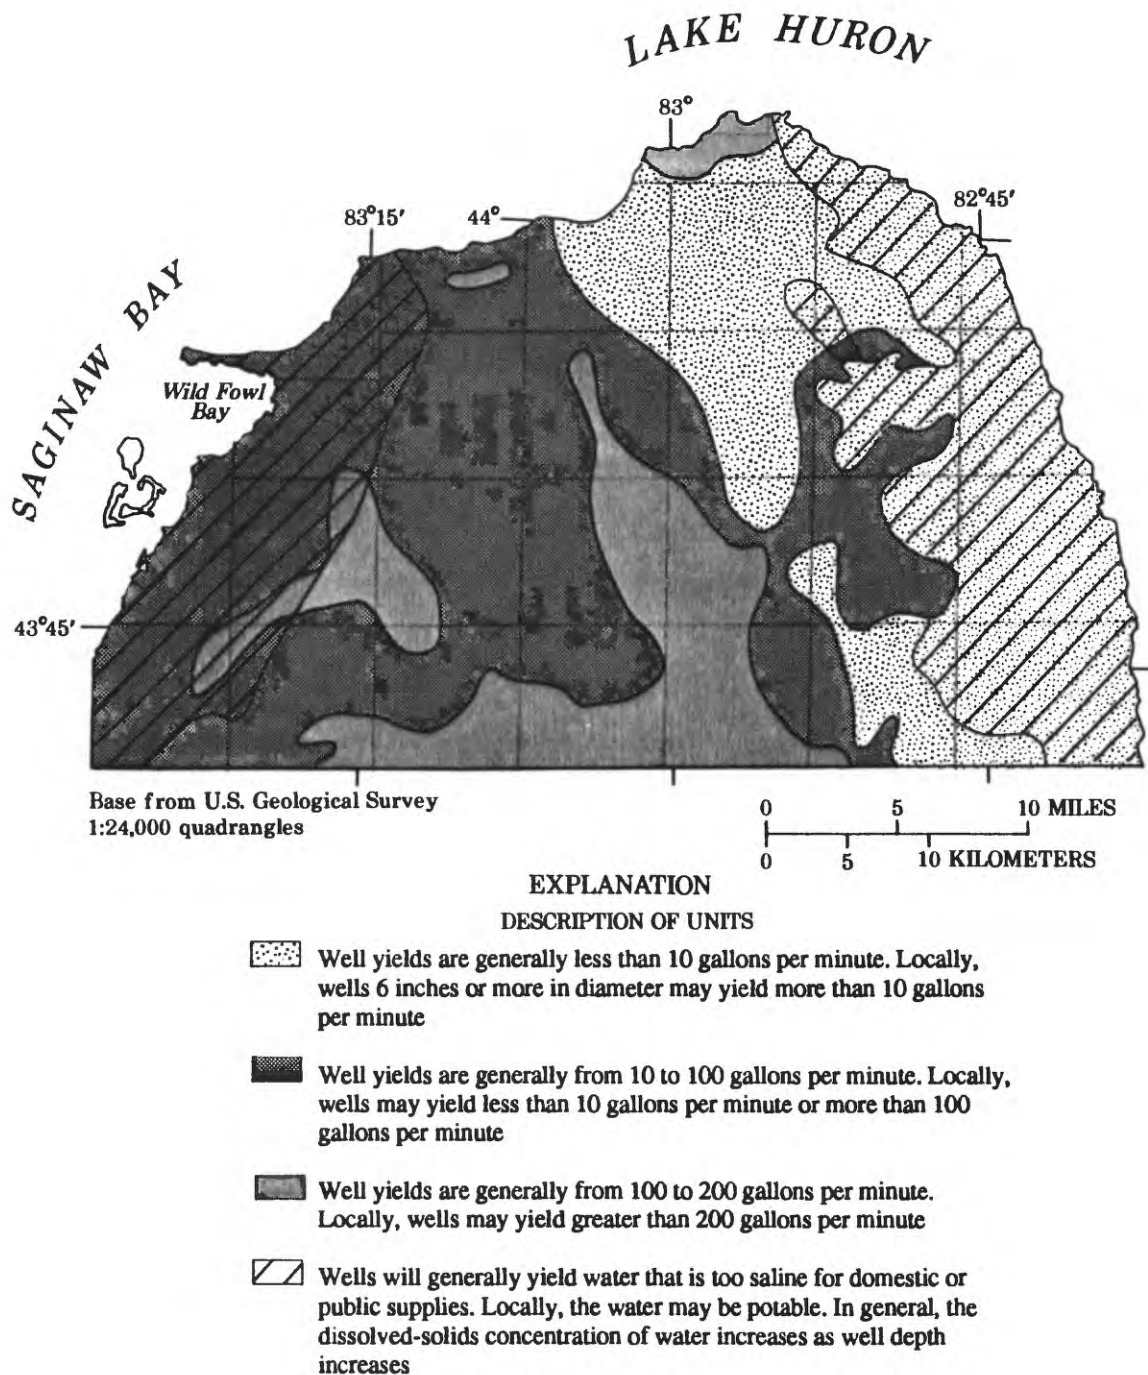 LAKE HURON
83°
82°45'
83°15'
44°
SAGINAW BAY
Wild Fowl
Bay
43°45'
Base from U.S. Geological Survey
1:24,000 quadrangles
0 5 10 MILES
0 5 10 KILOMETERS
EXPLANATION
DESCRIPTION OF UNITS
Well yields are generally less than 10 gallons per minute. Locally,
wells 6 inches or more in diameter may yield more than 10 gallons
per minute
Well yields are generally from 10 to 100 gallons per minute. Locally,
wells may yield less than 10 gallons per minute or more than 100
gallons per minute
Well yields are generally from 100 to 200 gallons per minute.
Locally, wells may yield greater than 200 gallons per minute
Wells will generally yield water that is too saline for domestic or
public supplies. Locally, the water may be potable. In general, the
dissolved-solids concentration of water increases as well depth
increases